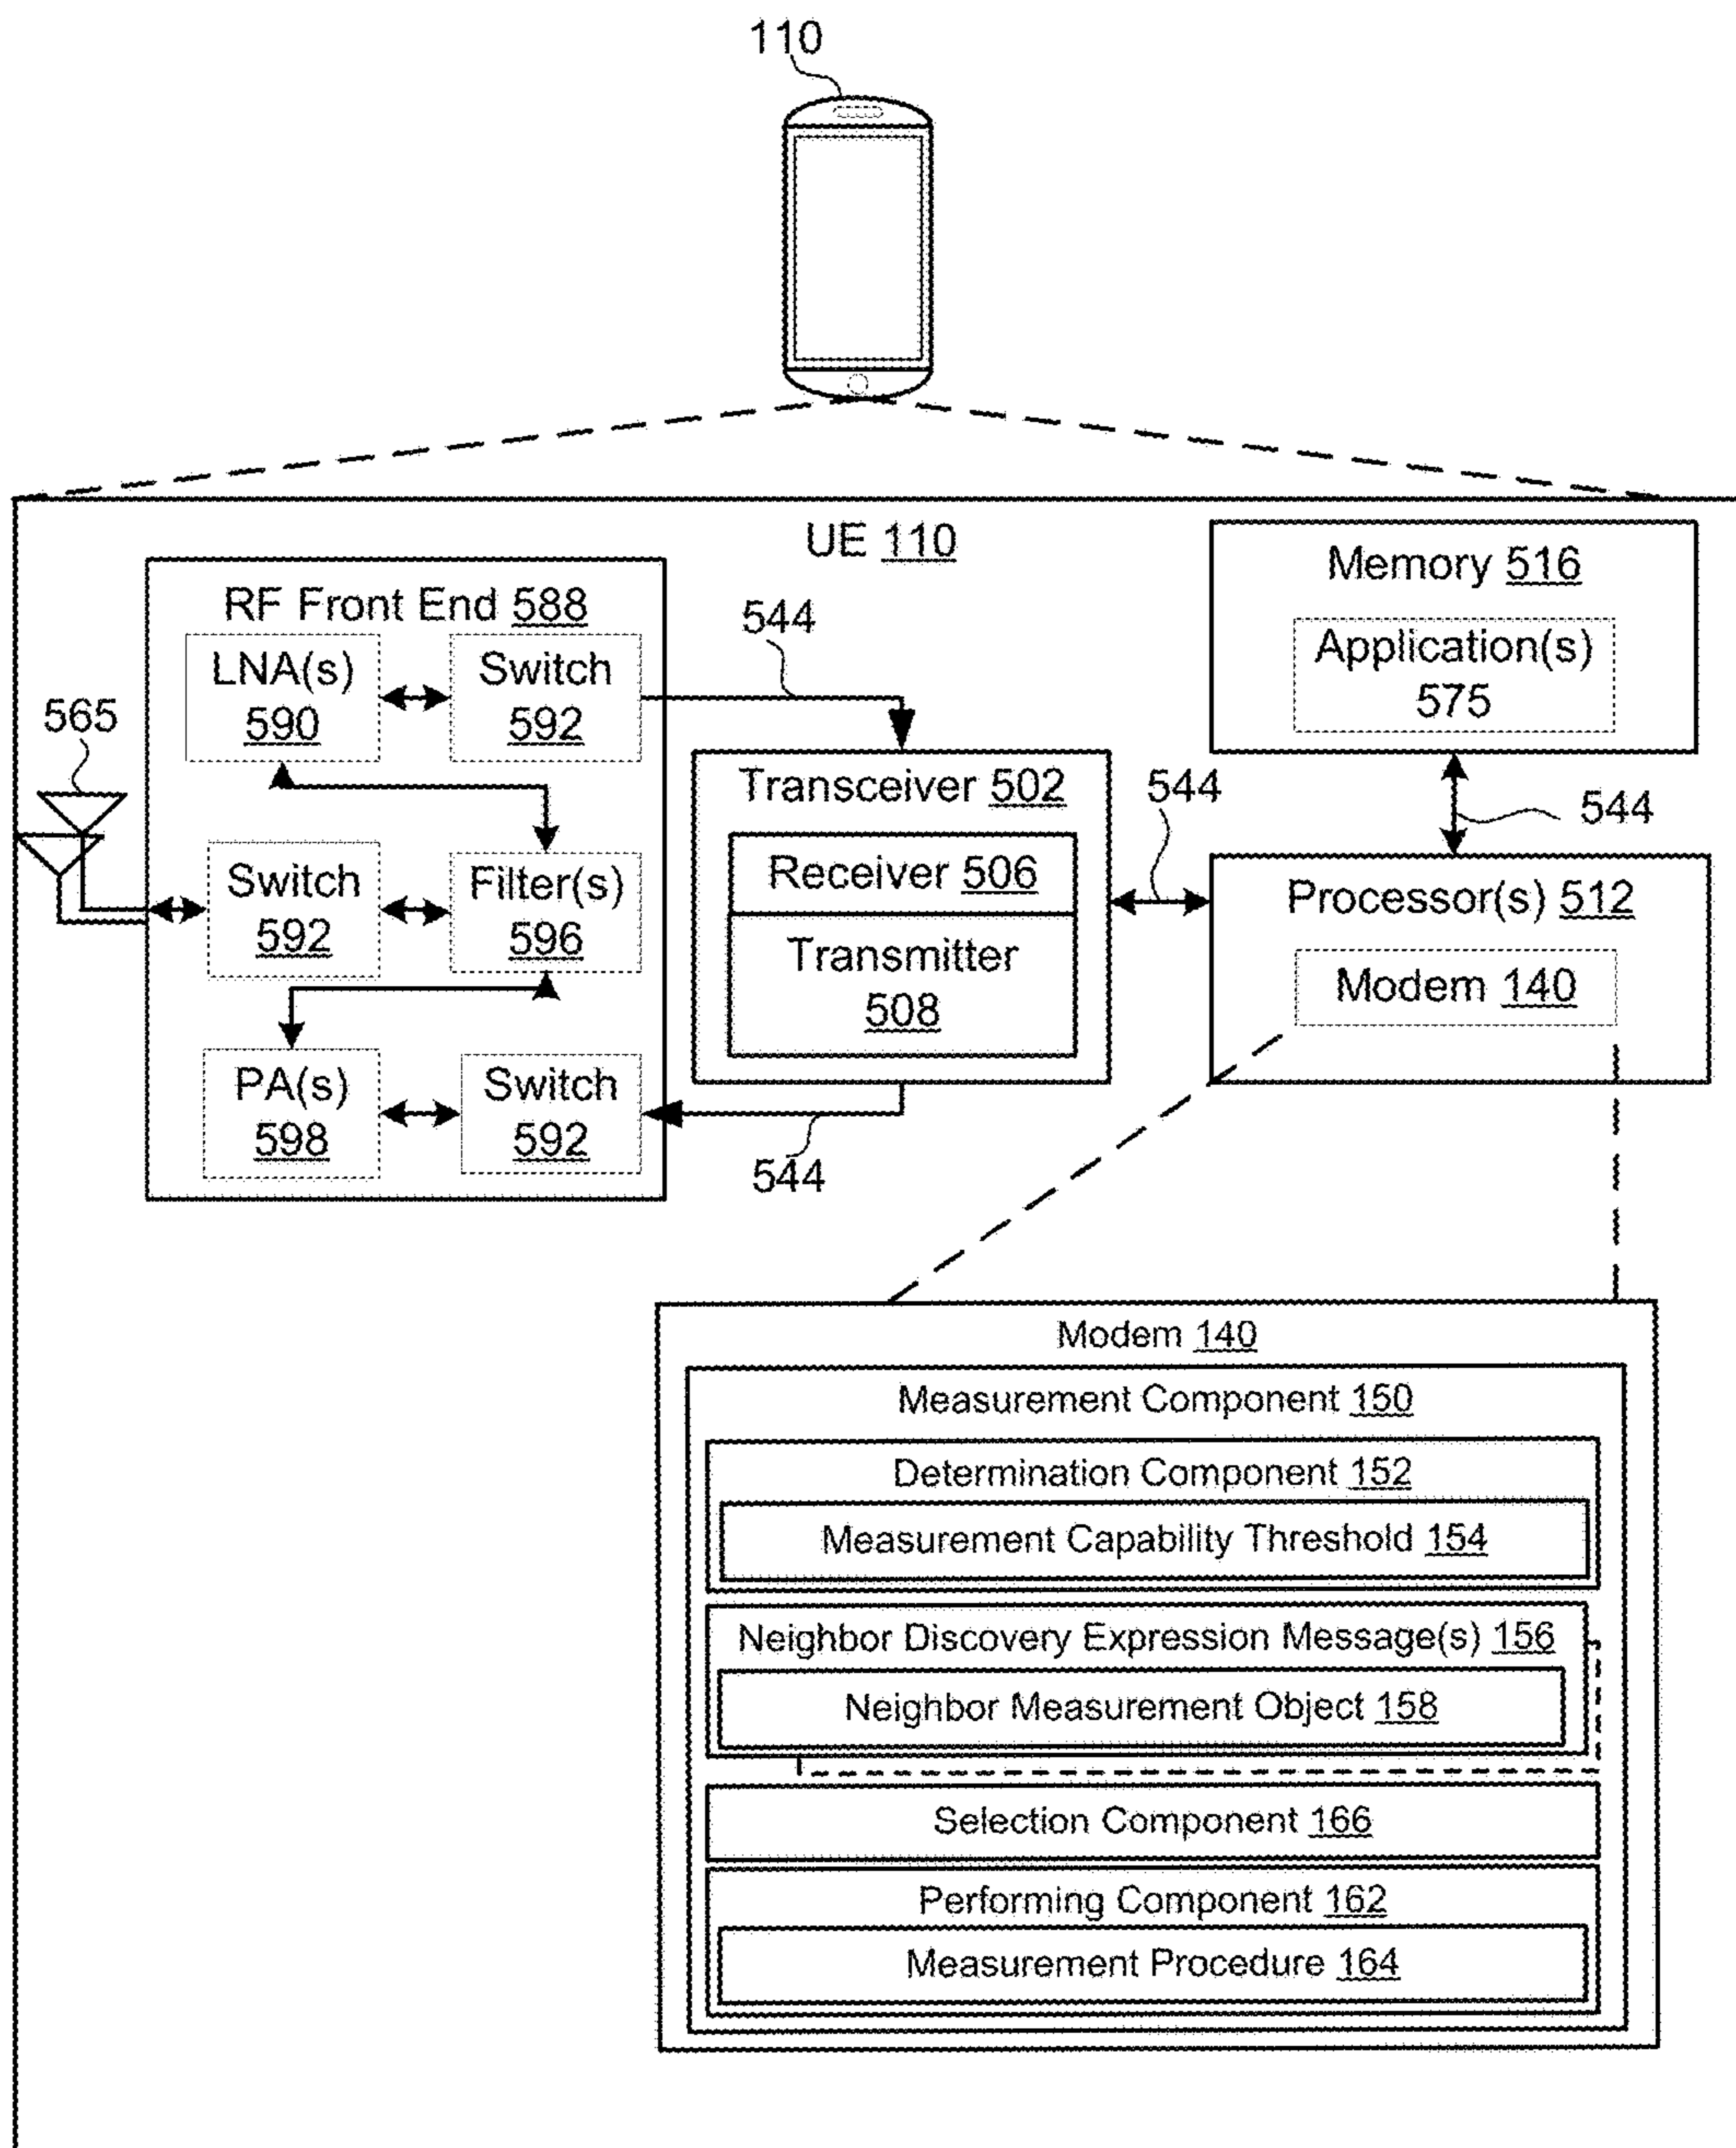 110
UE 110
RF Front End 588
LNA(s)
590
Switch
592
544
Memory 516
Application(s)
575
565
Transceiver 502
Receiver 506
Transmitter
508
544
544
Switch
592
Filter(s)
596
Processor(s) 512
Modem 140
PA(s)
598
Switch
592
544
Modem 140
Measurement Component 150
Determination Component 152
Measurement Capability Threshold 154
Neighbor Discovery Expression Message(s) 156
Neighbor Measurement Object 158
Selection Component 166
Performing Component 162
Measurement Procedure 164